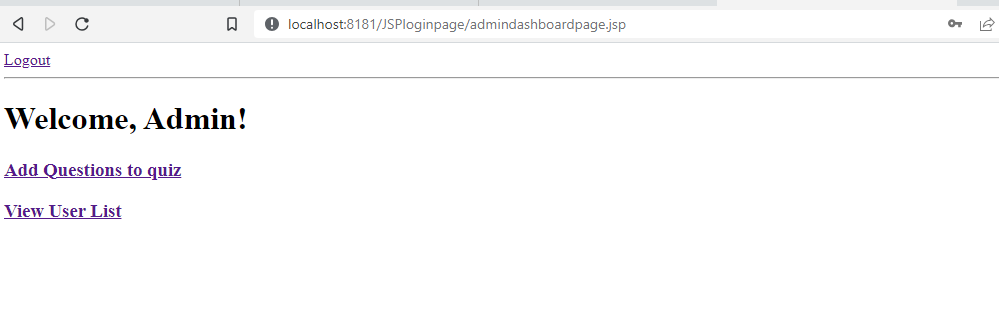 localhost:8181/JSPloginpage/admindashboardpage.jsp
Logout
Welcome, Admin!
Add Questions to quiz
View User List